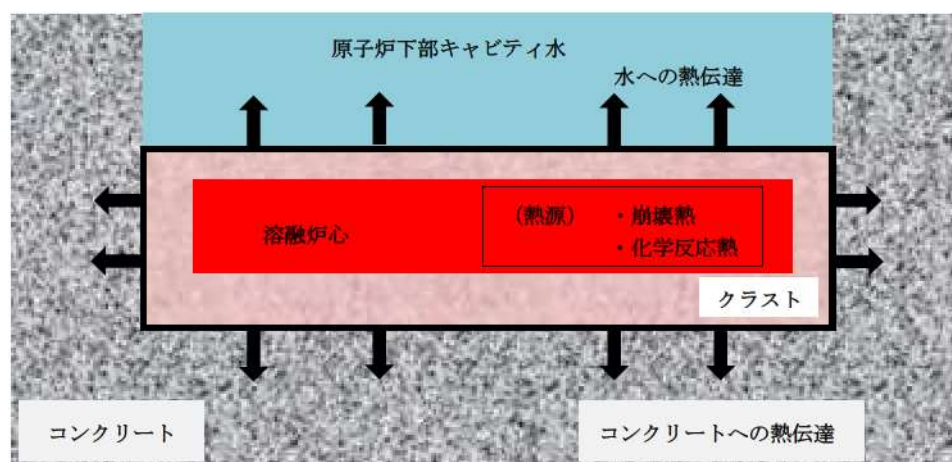 原子炉下部キャビティ水
水への熱伝達
(熱源)
・崩壊熱
溶融炉心
・化学反応熱
クラスト
コンクリート
コンクリートへの熱伝達